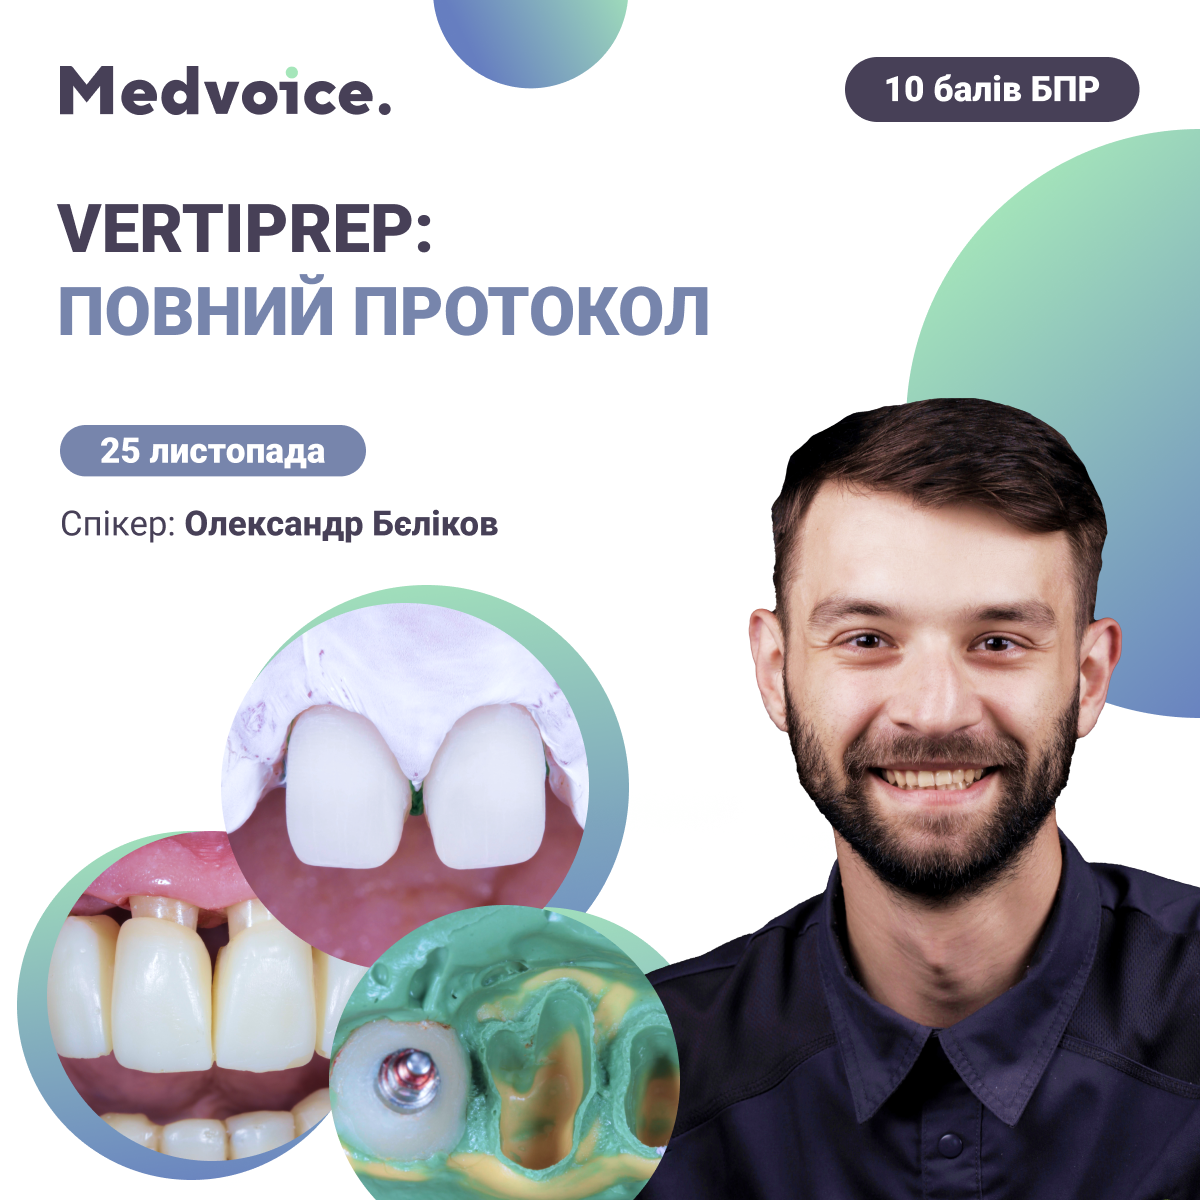 Medvoice.
10 балів БПР
VERTIPREP:
ПОВНИЙ ПРОТОКОЛ
25 листопада
Спікер: Олександр Бєліков